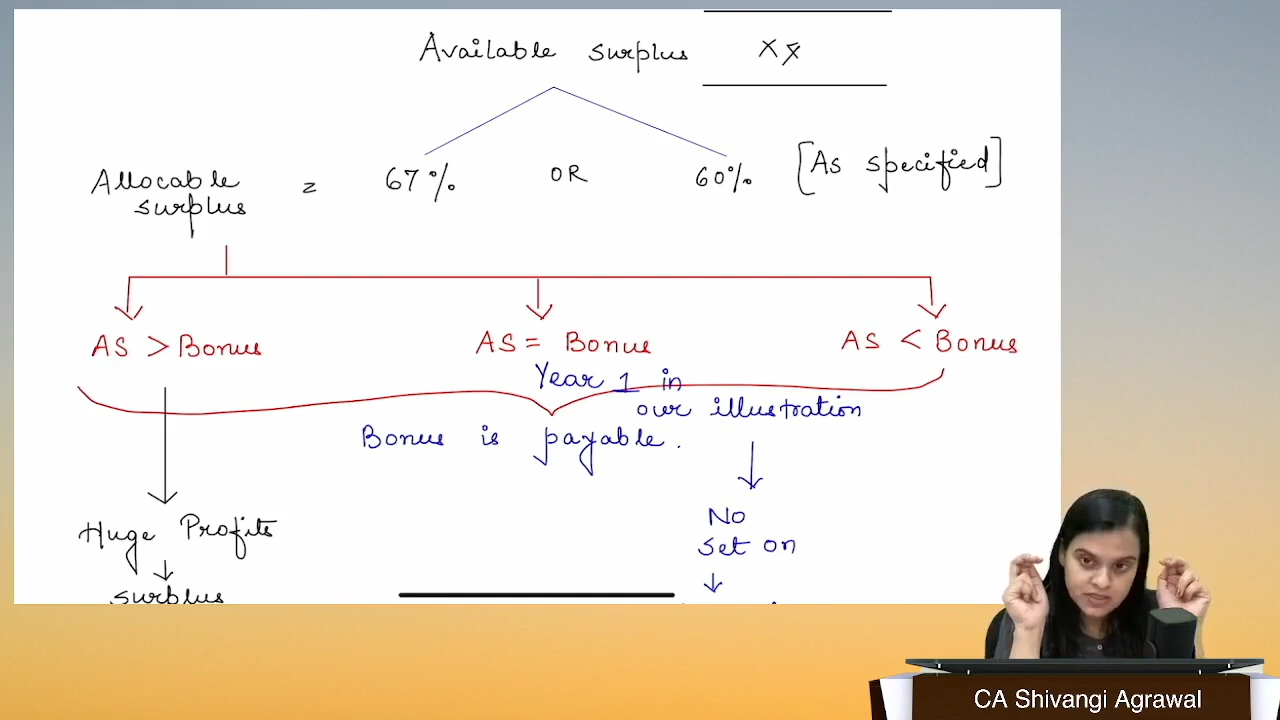 Available surplus xx
Allocable surplus = 67% OR 60% [As specified]
AS > Bonus AS = Bonus AS < Bonus
Year 1 in
our illustration
Bonus is payable.
No
set on
Huge Profits
surplus
CA Shivangi Agrawal